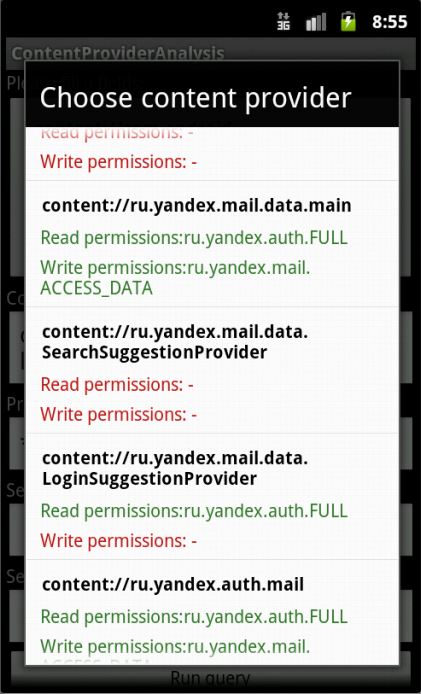 3G 8:55
ContentProviderAnalysis
Choose content provider
Read permissions: -
Write permissions: -
content://ru.yandex.mail.data.main
Read permissions:ru.yandex.auth.FULL
Write permissions:ru.yandex.mail.
ACCESS_DATA
content://ru.yandex.mail.data.
SearchSuggestionProvider
Read permissions: -
Write permissions: -
content://ru.yandex.mail.data.
LoginSuggestionProvider
Read permissions:ru.yandex.auth.FULL
Write permissions: -
content://ru.yandex.auth.mail
Read permissions:ru.yandex.auth.FULL
Write permissions:ru.yandex.mail.
ACCESS_DATA
Run query